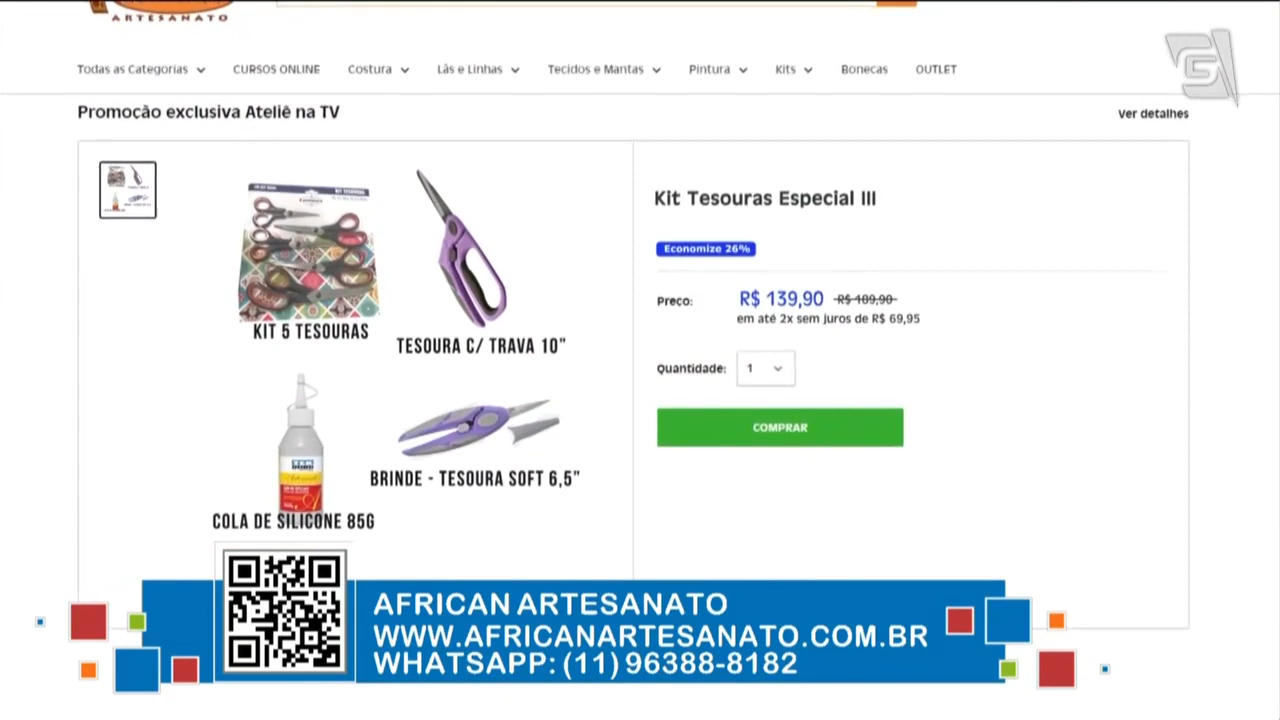 ARTESANATO
Todas as Categorias CURSOS ONLINE Costura Lãs e Linhas Tecidos e Mantas Pintura Kits Bonecas OUTLET
Promoção exclusiva Ateliê na TV
Ver detalhes
KIT 5 TESOURAS
TESOURA C/ TRAVA 10”
BRINDE - TESOURA SOFT 6,5”
COLA DE SILICONE 85G
Kit Tesouras Especial III
Economize 26%
Preço: R$ 139,90 R$ 189,90
em até 2x sem juros de R$ 69,95
Quantidade: 1
COMPRAR
AFRICAN ARTESANATO
WWW.AFRICANARTESANATO.COM.BR
WHATSAPP: (11) 96388-8182